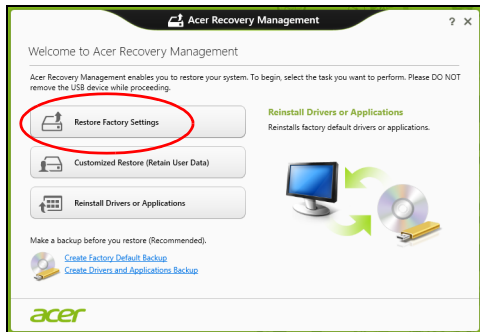 Acer Recovery Management
? ×
Welcome to Acer Recovery Management
Acer Recovery Management enables you to restore your system. To begin, select the task you want to perform. Please DO NOT
remove the USB device while proceeding.
Restore Factory Settings
Customized Restore (Retain User Data)
Reinstall Drivers or Applications
Reinstall Drivers or Applications
Reinstalls factory default drivers or applications.
Make a backup before you restore (Recommended).
Create Factory Default Backup
Create Drivers and Applications Backup
acer